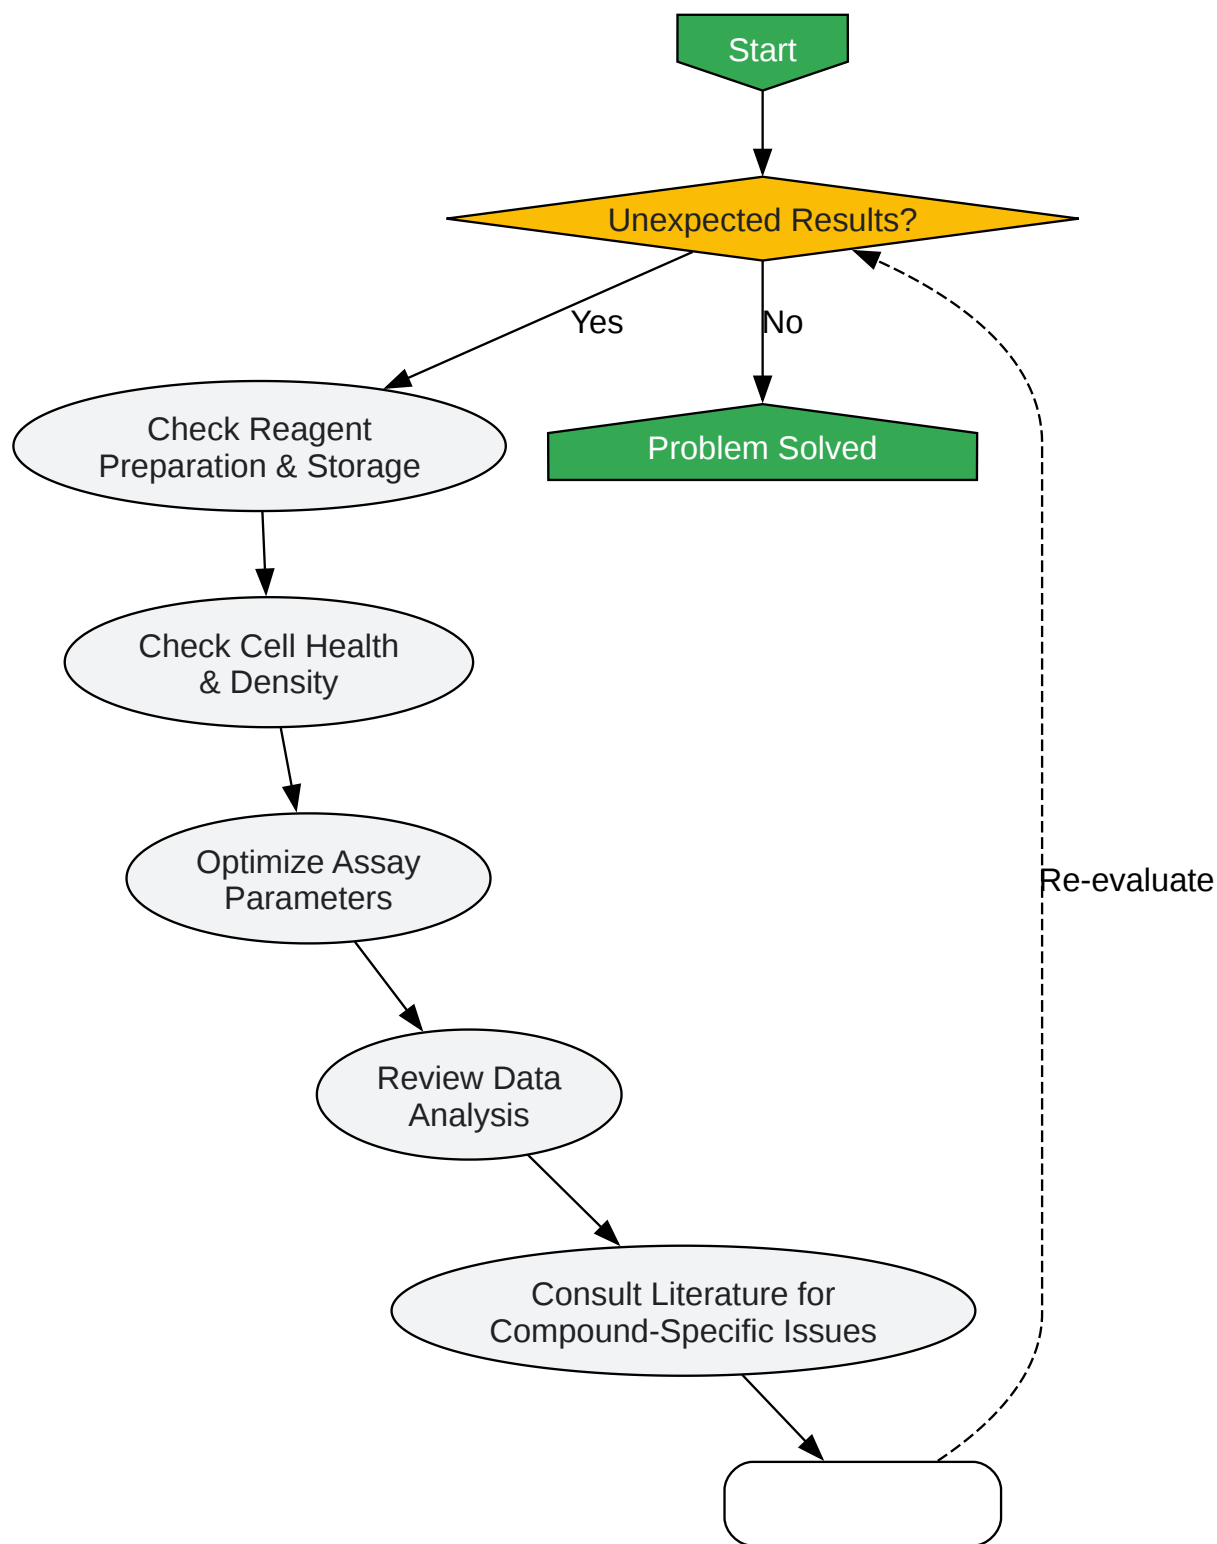 Start
Unexpected Results?
Yes
No
Check Reagent
Preparation & Storage
Problem Solved
Check Cell Health
& Density
Optimize Assay
Parameters
Re-evaluate
Review Data
Analysis
Consult Literature for
Compound-Specific Issues